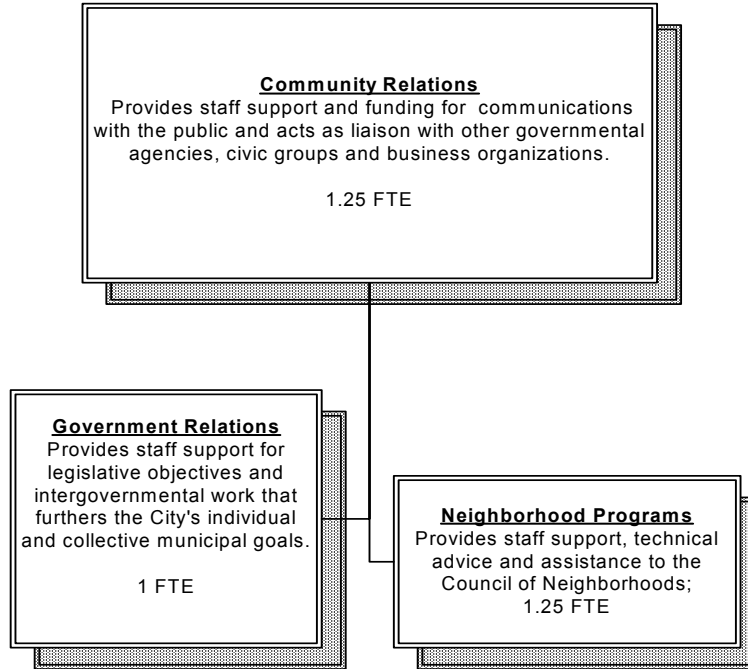 Community Relations
Provides staff support and funding for communications
with the public and acts as liaison with other governmental
agencies, civic groups and business organizations.
1.25 FTE
Government Relations
Provides staff support for
legislative objectives and
intergovernmental work that
furthers the City's individual
and collective municipal goals.
1 FTE
Neighborhood Programs
Provides staff support, technical
advice and assistance to the
Council of Neighborhoods;
1.25 FTE